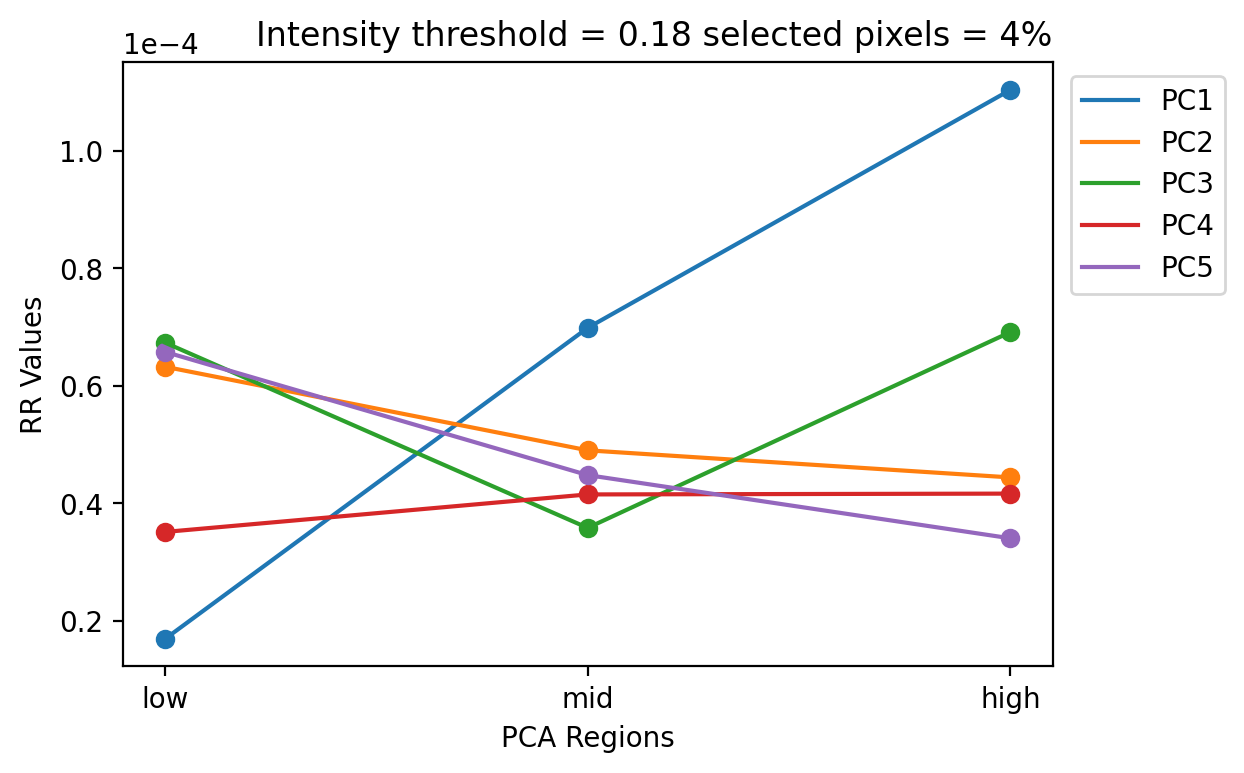 Intensity threshold = 0.18 selected pixels = 4%
1e−4
1.0
0.8
0.6
0.4
0.2
RR Values
low mid high
PCA Regions
PC1
PC2
PC3
PC4
PC5